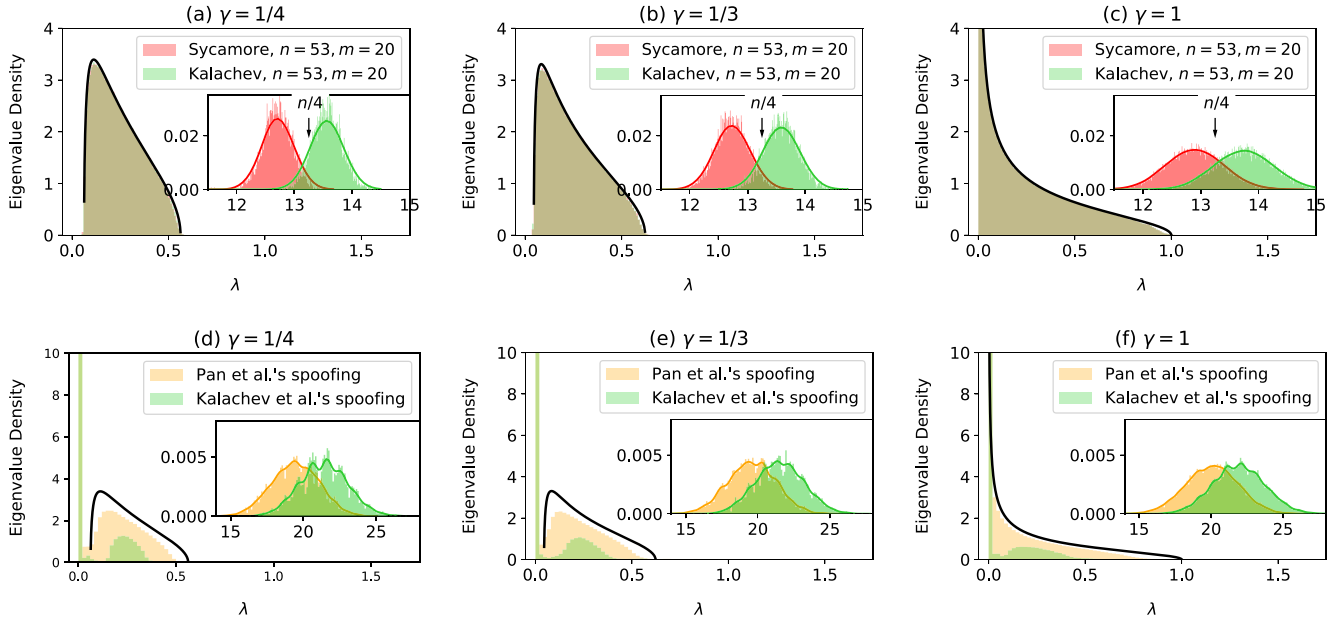 (a) γ = 1/4
Eigenvalue Density
4
3
2
1
0
Sycamore, n = 53, m = 20
Kalachev, n = 53, m = 20
n/4
0.02
0.00
12 13 14 15
0.0 0.5 1.0 1.5
λ
(b) γ = 1/3
Eigenvalue Density
4
3
2
1
0
Sycamore, n = 53, m = 20
Kalachev, n = 53, m = 20
n/4
0.02
0.00
12 13 14 15
0.0 0.5 1.0 1.5
λ
(c) γ = 1
Eigenvalue Density
4
3
2
1
0
Sycamore, n = 53, m = 20
Kalachev, n = 53, m = 20
n/4
0.02
0.00
12 13 14 15
0.0 0.5 1.0 1.5
λ
(d) γ = 1/4
Eigenvalue Density
10
8
6
4
2
0
Pan et al.'s spoofing
Kalachev et al.'s spoofing
0.005
0.000
15 20 25
0.0 0.5 1.0 1.5
λ
(e) γ = 1/3
Eigenvalue Density
10
8
6
4
2
0
Pan et al.'s spoofing
Kalachev et al.'s spoofing
0.005
0.000
15 20 25
0.0 0.5 1.0 1.5
λ
(f) γ = 1
Eigenvalue Density
10
8
6
4
2
0
Pan et al.'s spoofing
Kalachev et al.'s spoofing
0.005
0.000
15 20 25
0.0 0.5 1.0 1.5
λ